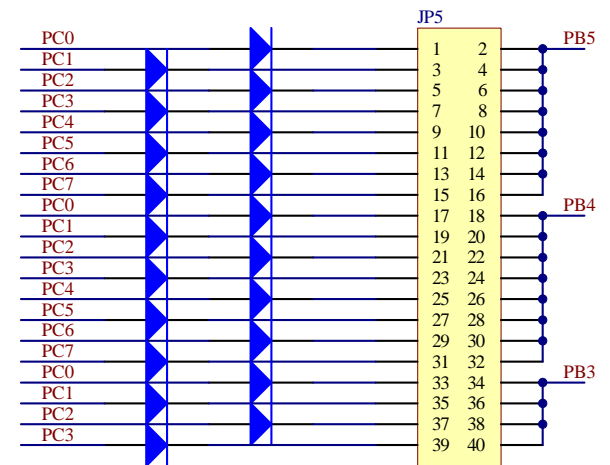 JP5
PC0 1 2 PB5
PC1 3 4
PC2 5 6
PC3 7 8
PC4 9 10
PC5 11 12
PC6 13 14
PC7 15 16
PC0 17 18 PB4
PC1 19 20
PC2 21 22
PC3 23 24
PC4 25 26
PC5 27 28
PC6 29 30
PC7 31 32
PC0 33 34 PB3
PC1 35 36
PC2 37 38
PC3 39 40